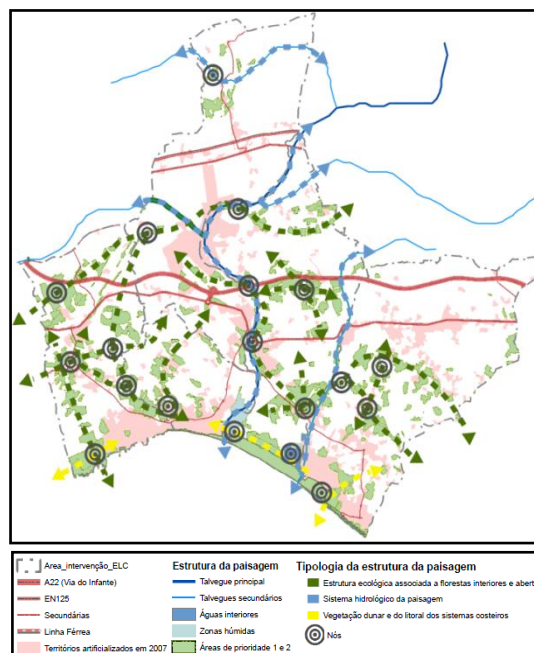 Area_intervenção_ELC
A22 (Via do Infante)
EN125
Secundárias
Linha Férrea
Territórios artificializados em 2007
Estrutura da paisagem
Talvegue principal
Talvegues secundários
Águas interiores
Zonas húmidas
Áreas de prioridade 1 e 2
Tipologia da estrutura da paisagem
Estrutura ecológica associada a florestas interiores e abert
Sistema hidrológico da paisagem
Vegetação dunar e do litoral dos sistemas costeiros
Nós